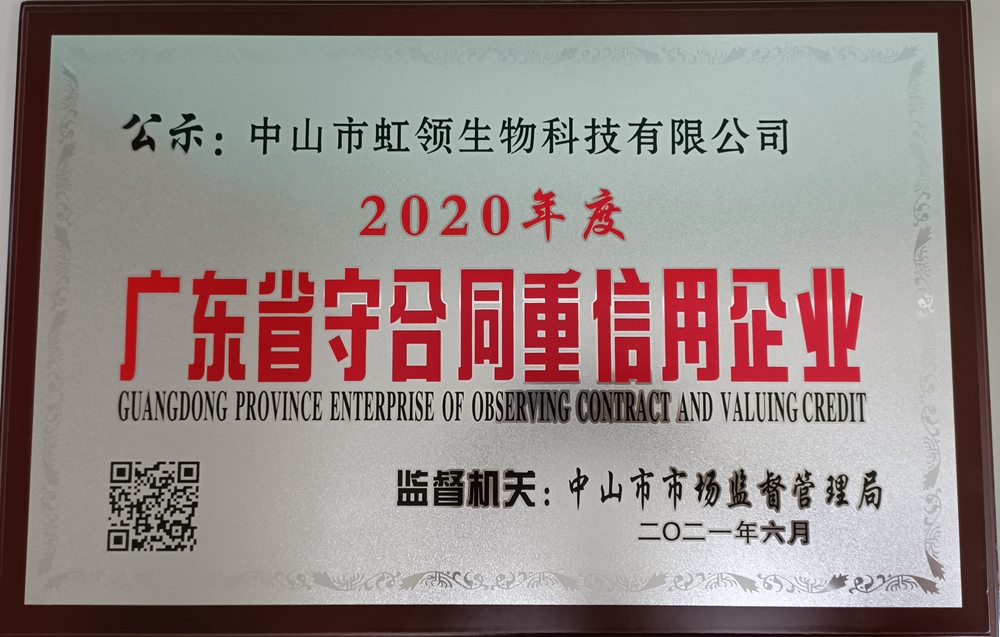 公示：中山市虹领生物科技有限公司
2020年度
广东省守合同重信用企业
GUANGDONG PROVINCE ENTERPRISE OF OBSERVING CONTRACT AND VALUING CREDIT
监督机关：中山市市场监督管理局
二〇二一年六月